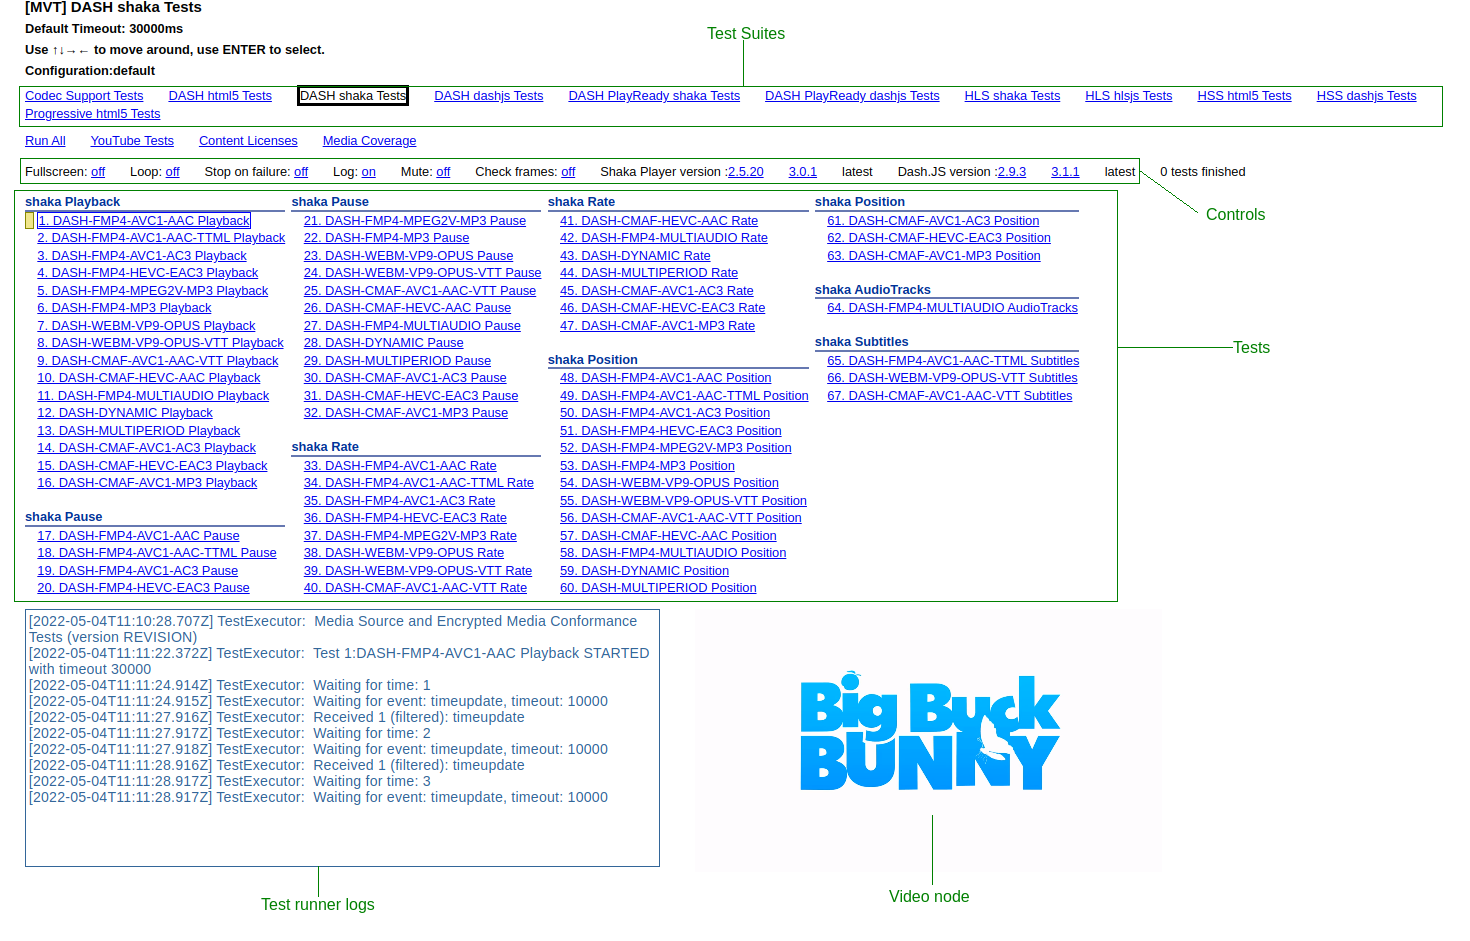 [MVT] DASH shaka Tests
Default Timeout: 30000ms
Use ↑↓→← to move around, use ENTER to select.
Configuration:default
Test Suites
Codec Support Tests DASH html5 Tests DASH shaka Tests DASH dashjs Tests DASH PlayReady shaka Tests DASH PlayReady dashjs Tests HLS shaka Tests HLS hlsjs Tests HSS html5 Tests HSS dashjs Tests
Progressive html5 Tests
Run All YouTube Tests Content Licenses Media Coverage
Fullscreen: off Loop: off Stop on failure: off Log: on Mute: off Check frames: off Shaka Player version :2.5.20 3.0.1 latest Dash.JS version :2.9.3 3.1.1 latest 0 tests finished
Controls
shaka Playback
1. DASH-FMP4-AVC1-AAC Playback
2. DASH-FMP4-AVC1-AAC-TTML Playback
3. DASH-FMP4-AVC1-AC3 Playback
4. DASH-FMP4-HEVC-EAC3 Playback
5. DASH-FMP4-MPEG2V-MP3 Playback
6. DASH-FMP4-MP3 Playback
7. DASH-WEBM-VP9-OPUS Playback
8. DASH-WEBM-VP9-OPUS-VTT Playback
9. DASH-CMAF-AVC1-AAC-VTT Playback
10. DASH-CMAF-HEVC-AAC Playback
11. DASH-FMP4-MULTIAUDIO Playback
12. DASH-DYNAMIC Playback
13. DASH-MULTIPERIOD Playback
14. DASH-CMAF-AVC1-AC3 Playback
15. DASH-CMAF-HEVC-EAC3 Playback
16. DASH-CMAF-AVC1-MP3 Playback
shaka Pause
17. DASH-FMP4-AVC1-AAC Pause
18. DASH-FMP4-AVC1-AAC-TTML Pause
19. DASH-FMP4-AVC1-AC3 Pause
20. DASH-FMP4-HEVC-EAC3 Pause
shaka Pause
21. DASH-FMP4-MPEG2V-MP3 Pause
22. DASH-FMP4-MP3 Pause
23. DASH-WEBM-VP9-OPUS Pause
24. DASH-WEBM-VP9-OPUS-VTT Pause
25. DASH-CMAF-AVC1-AAC-VTT Pause
26. DASH-CMAF-HEVC-AAC Pause
27. DASH-FMP4-MULTIAUDIO Pause
28. DASH-DYNAMIC Pause
29. DASH-MULTIPERIOD Pause
30. DASH-CMAF-AVC1-AC3 Pause
31. DASH-CMAF-HEVC-EAC3 Pause
32. DASH-CMAF-AVC1-MP3 Pause
shaka Rate
33. DASH-FMP4-AVC1-AAC Rate
34. DASH-FMP4-AVC1-AAC-TTML Rate
35. DASH-FMP4-AVC1-AC3 Rate
36. DASH-FMP4-HEVC-EAC3 Rate
37. DASH-FMP4-MPEG2V-MP3 Rate
38. DASH-WEBM-VP9-OPUS Rate
39. DASH-WEBM-VP9-OPUS-VTT Rate
40. DASH-CMAF-AVC1-AAC-VTT Rate
shaka Rate
41. DASH-CMAF-HEVC-AAC Rate
42. DASH-FMP4-MULTIAUDIO Rate
43. DASH-DYNAMIC Rate
44. DASH-MULTIPERIOD Rate
45. DASH-CMAF-AVC1-AC3 Rate
46. DASH-CMAF-HEVC-EAC3 Rate
47. DASH-CMAF-AVC1-MP3 Rate
shaka Position
48. DASH-FMP4-AVC1-AAC Position
49. DASH-FMP4-AVC1-AAC-TTML Position
50. DASH-FMP4-AVC1-AC3 Position
51. DASH-FMP4-HEVC-EAC3 Position
52. DASH-FMP4-MPEG2V-MP3 Position
53. DASH-FMP4-MP3 Position
54. DASH-WEBM-VP9-OPUS Position
55. DASH-WEBM-VP9-OPUS-VTT Position
56. DASH-CMAF-AVC1-AAC-VTT Position
57. DASH-CMAF-HEVC-AAC Position
58. DASH-FMP4-MULTIAUDIO Position
59. DASH-DYNAMIC Position
60. DASH-MULTIPERIOD Position
shaka Position
61. DASH-CMAF-AVC1-AC3 Position
62. DASH-CMAF-HEVC-EAC3 Position
63. DASH-CMAF-AVC1-MP3 Position
shaka AudioTracks
64. DASH-FMP4-MULTIAUDIO AudioTracks
shaka Subtitles
65. DASH-FMP4-AVC1-AAC-TTML Subtitles
66. DASH-WEBM-VP9-OPUS-VTT Subtitles
67. DASH-CMAF-AVC1-AAC-VTT Subtitles
Tests
[2022-05-04T11:10:28.707Z] TestExecutor: Media Source and Encrypted Media Conformance
Tests (version REVISION)
[2022-05-04T11:11:22.372Z] TestExecutor: Test 1:DASH-FMP4-AVC1-AAC Playback STARTED
with timeout 30000
[2022-05-04T11:11:24.914Z] TestExecutor: Waiting for time: 1
[2022-05-04T11:11:24.915Z] TestExecutor: Waiting for event: timeupdate, timeout: 10000
[2022-05-04T11:11:27.916Z] TestExecutor: Received 1 (filtered): timeupdate
[2022-05-04T11:11:27.917Z] TestExecutor: Waiting for time: 2
[2022-05-04T11:11:27.918Z] TestExecutor: Waiting for event: timeupdate, timeout: 10000
[2022-05-04T11:11:28.916Z] TestExecutor: Received 1 (filtered): timeupdate
[2022-05-04T11:11:28.917Z] TestExecutor: Waiting for time: 3
[2022-05-04T11:11:28.917Z] TestExecutor: Waiting for event: timeupdate, timeout: 10000
Test runner logs
Big Buck
BUNNY
Video node